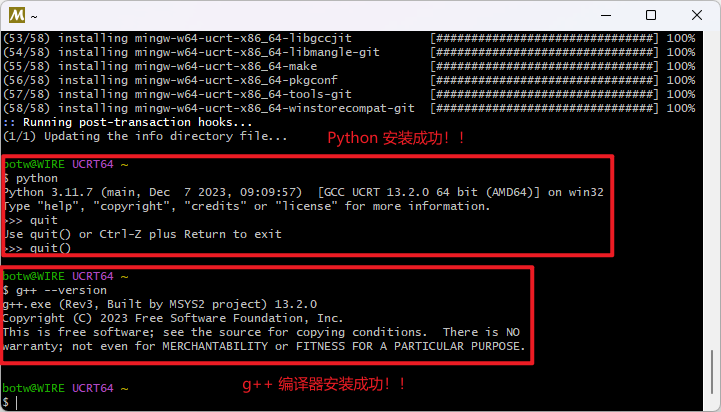 ~
(53/58) installing mingw-w64-ucrt-x86_64-libgccjit [##############################] 100%
(54/58) installing mingw-w64-ucrt-x86_64-libmangle-git [##############################] 100%
(55/58) installing mingw-w64-ucrt-x86_64-make [##############################] 100%
(56/58) installing mingw-w64-ucrt-x86_64-pkgconf [##############################] 100%
(57/58) installing mingw-w64-ucrt-x86_64-tools-git [##############################] 100%
(58/58) installing mingw-w64-ucrt-x86_64-winstorecompat-git [##############################] 100%
:: Running post-transaction hooks...
(1/1) Updating the info directory file...
Python 安装成功！！
botw@WIRE UCRT64 ~
$ python
Python 3.11.7 (main, Dec  7 2023, 09:09:57)  [GCC UCRT 13.2.0 64 bit (AMD64)] on win32
Type "help", "copyright", "credits" or "license" for more information.
>>> quit
Use quit() or Ctrl-Z plus Return to exit
>>> quit()
botw@WIRE UCRT64 ~
$ g++ --version
g++.exe (Rev3, Built by MSYS2 project) 13.2.0
Copyright (C) 2023 Free Software Foundation, Inc.
This is free software; see the source for copying conditions.  There is NO
warranty; not even for MERCHANTABILITY or FITNESS FOR A PARTICULAR PURPOSE.
g++ 编译器安装成功！！
botw@WIRE UCRT64 ~
$